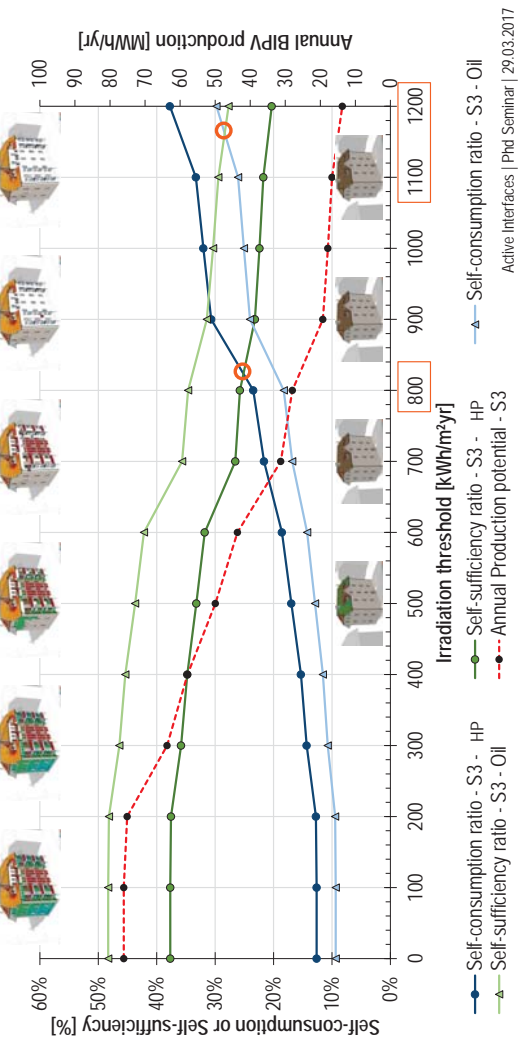 60%
50%
40%
30%
20%
10%
0%
Self-consumption or Self-sufficiency [%]
100
90
80
70
60
50
40
30
20
10
0
Annual BIPV production [MWh/yr]
0 100 200 300 400 500 600 700 800 900 1000 1100 1200
Irradiation threshold [kWh/m²yr]
Self-consumption ratio - S3 - HP
Self-sufficiency ratio - S3 - HP
Self-consumption ratio - S3 - Oil
Self-sufficiency ratio - S3 - Oil
Annual Production potential - S3
Active Interfaces | Phd Seminar | 29.03.2017